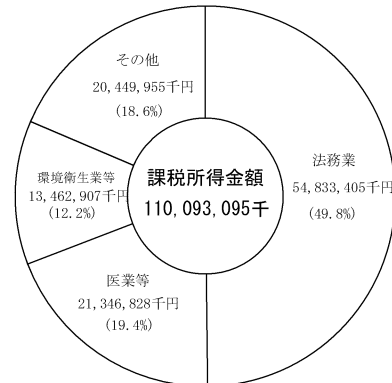 その他
20,449,955千円
(18.6%)
環境衛生業等
13,462,907千円
(12.2%)
課税所得金額
110,093,095千
法務業
54,833,405千円
(49.8%)
医業等
21,346,828千円
(19.4%)